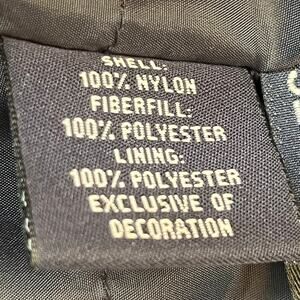 SHELL:
100% NYLON
FIBERFILL:
100% POLYESTER
LINING:
100% POLYESTER
EXCLUSIVE OF
DECORATION